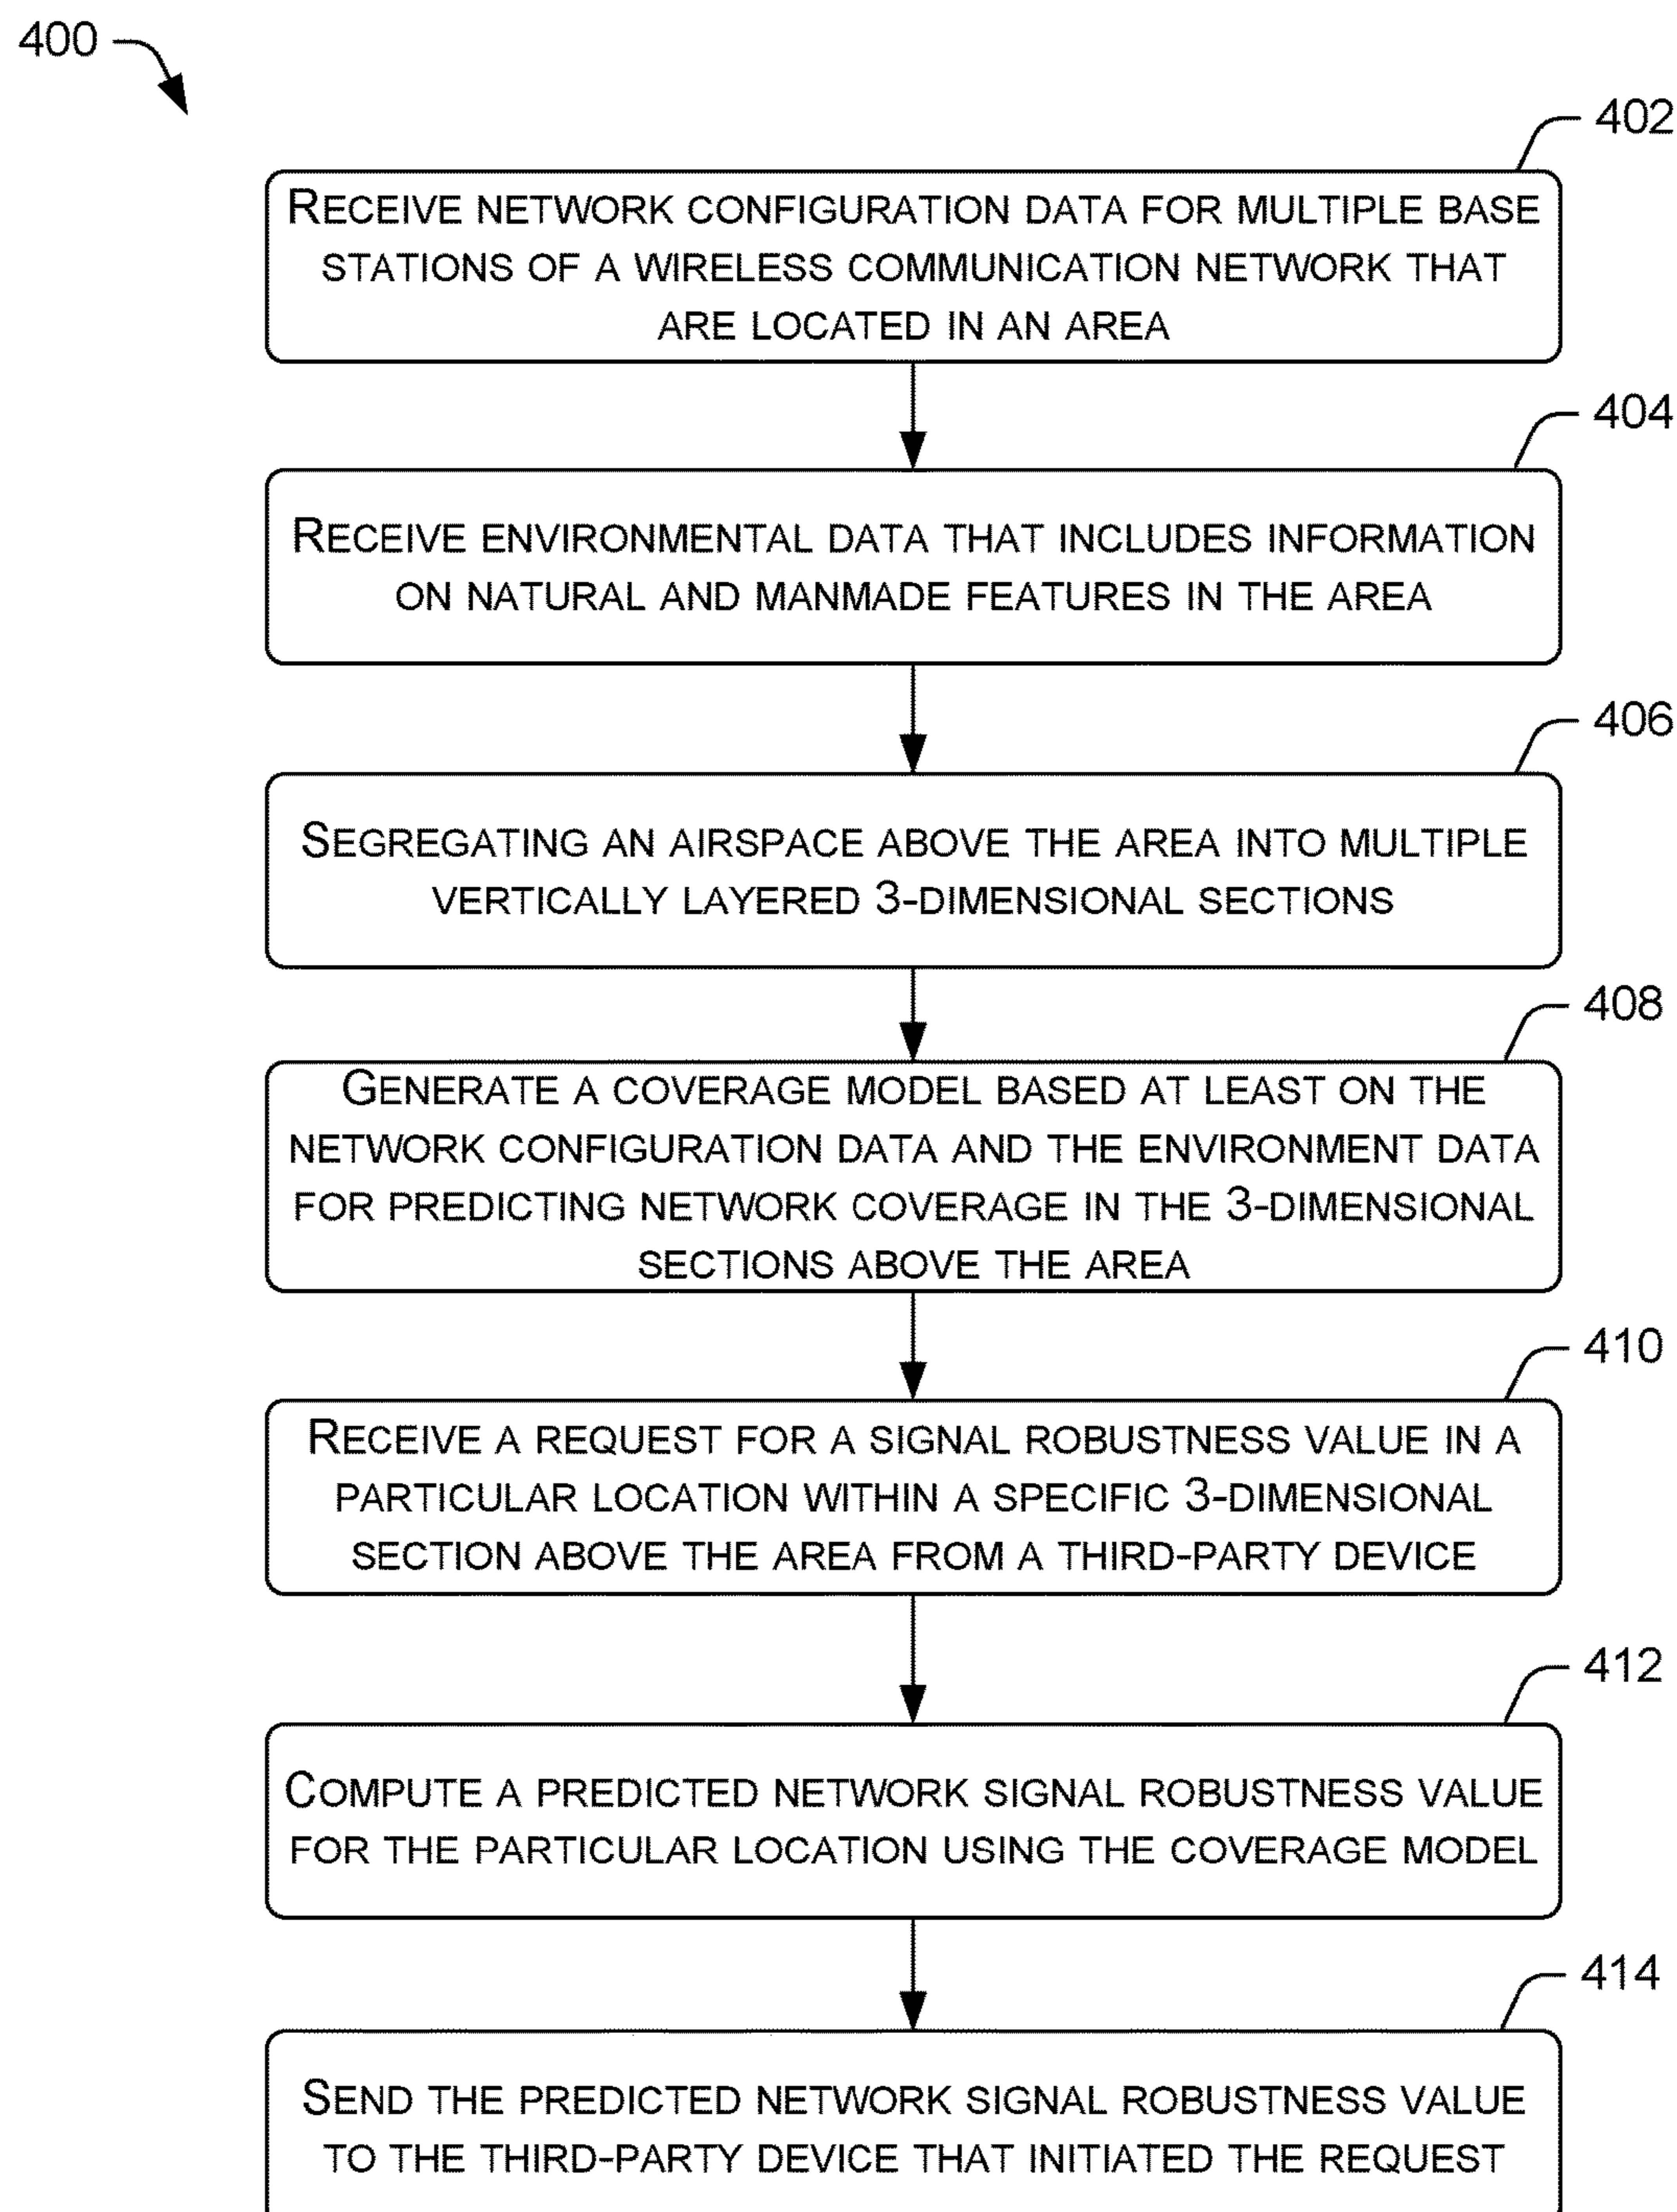 400
402
RECEIVE NETWORK CONFIGURATION DATA FOR MULTIPLE BASE
STATIONS OF A WIRELESS COMMUNICATION NETWORK THAT
ARE LOCATED IN AN AREA
404
RECEIVE ENVIRONMENTAL DATA THAT INCLUDES INFORMATION
ON NATURAL AND MANMADE FEATURES IN THE AREA
406
SEGREGATING AN AIRSPACE ABOVE THE AREA INTO MULTIPLE
VERTICALLY LAYERED 3-DIMENSIONAL SECTIONS
408
GENERATE A COVERAGE MODEL BASED AT LEAST ON THE
NETWORK CONFIGURATION DATA AND THE ENVIRONMENT DATA
FOR PREDICTING NETWORK COVERAGE IN THE 3-DIMENSIONAL
SECTIONS ABOVE THE AREA
410
RECEIVE A REQUEST FOR A SIGNAL ROBUSTNESS VALUE IN A
PARTICULAR LOCATION WITHIN A SPECIFIC 3-DIMENSIONAL
SECTION ABOVE THE AREA FROM A THIRD-PARTY DEVICE
412
COMPUTE A PREDICTED NETWORK SIGNAL ROBUSTNESS VALUE
FOR THE PARTICULAR LOCATION USING THE COVERAGE MODEL
414
SEND THE PREDICTED NETWORK SIGNAL ROBUSTNESS VALUE
TO THE THIRD-PARTY DEVICE THAT INITIATED THE REQUEST